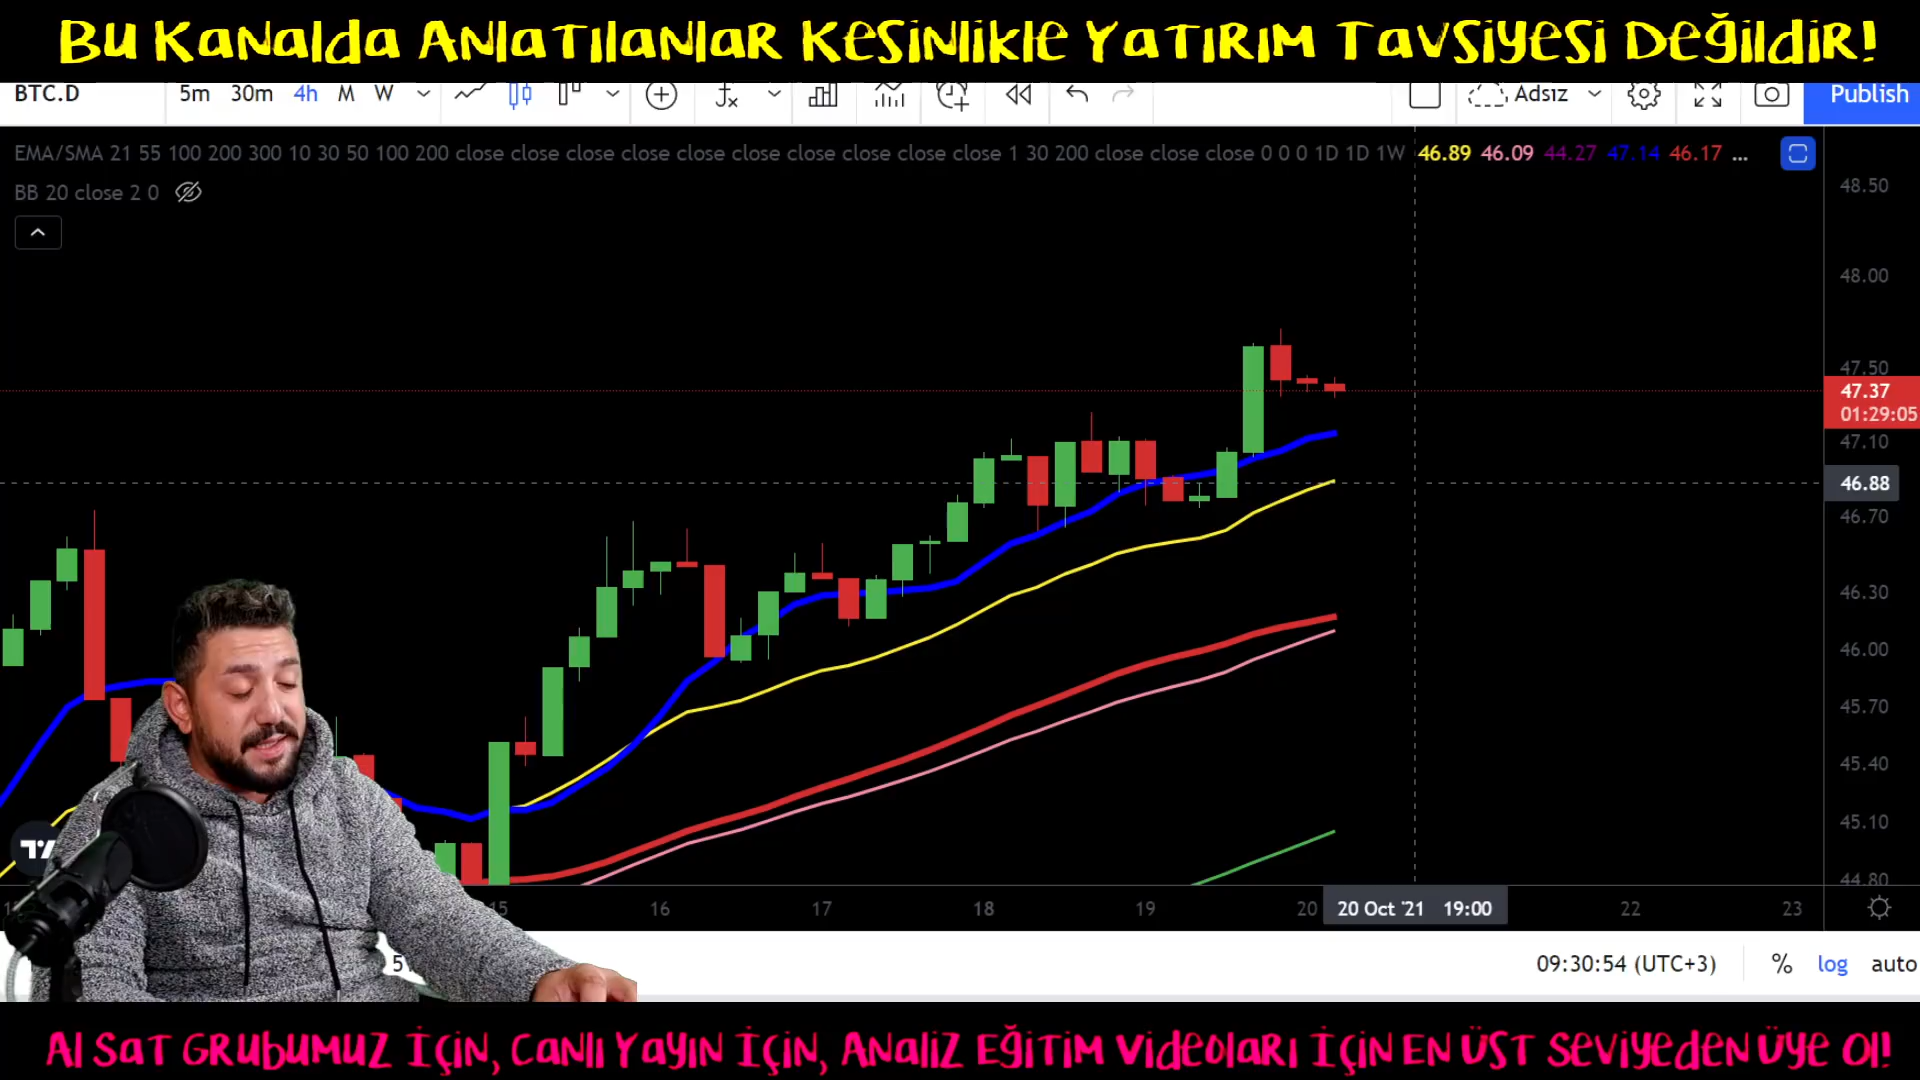 Bu Kanalda Anlatılanlar Kesinlikle Yatırım Tavsiyesi Değildir!
BTC.D 5m 30m 4h M W Adsız Publish
EMA/SMA 21 55 100 200 300 10 30 50 100 200 close close close close close close close close close close 1 30 200 close close close 0 0 0 1D 1D 1W 46.89 46.09 44.27 47.14 46.17 ...
BB 20 close 2 0
48.50
48.00
47.50
47.37
01:29:05
47.10
46.88
46.70
46.30
46.00
45.70
45.40
45.10
44.80
15 16 17 18 19 20 20 Oct '21 19:00 22 23
09:30:54 (UTC+3) % log auto
Al Sat Grubumuz İçin, Canlı Yayın İçin, Analiz Eğitim Videoları İçin En Üst Seviyeden Üye Ol!